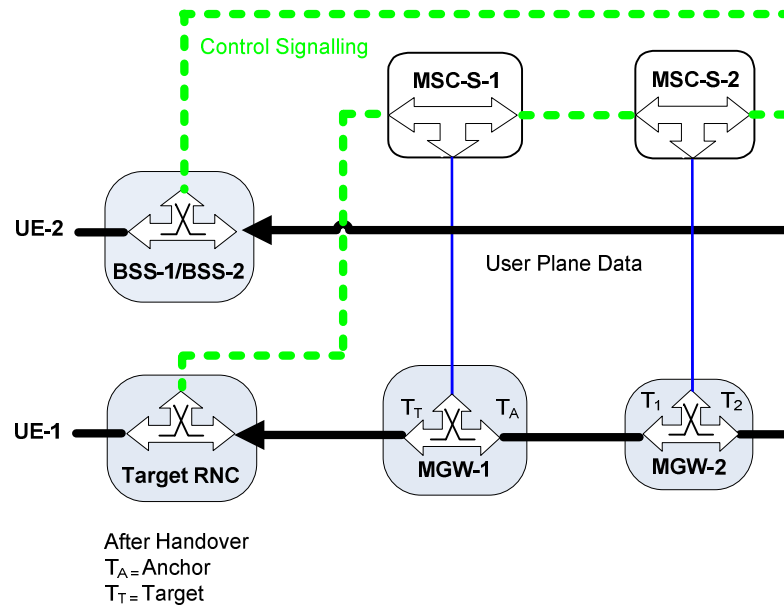 Control Signalling
MSC-S-1
MSC-S-2
UE-2
BSS-1/BSS-2
User Plane Data
UE-1
Target RNC
TT
TA
MGW-1
T1
T2
MGW-2
After Handover
TA = Anchor
TT = Target